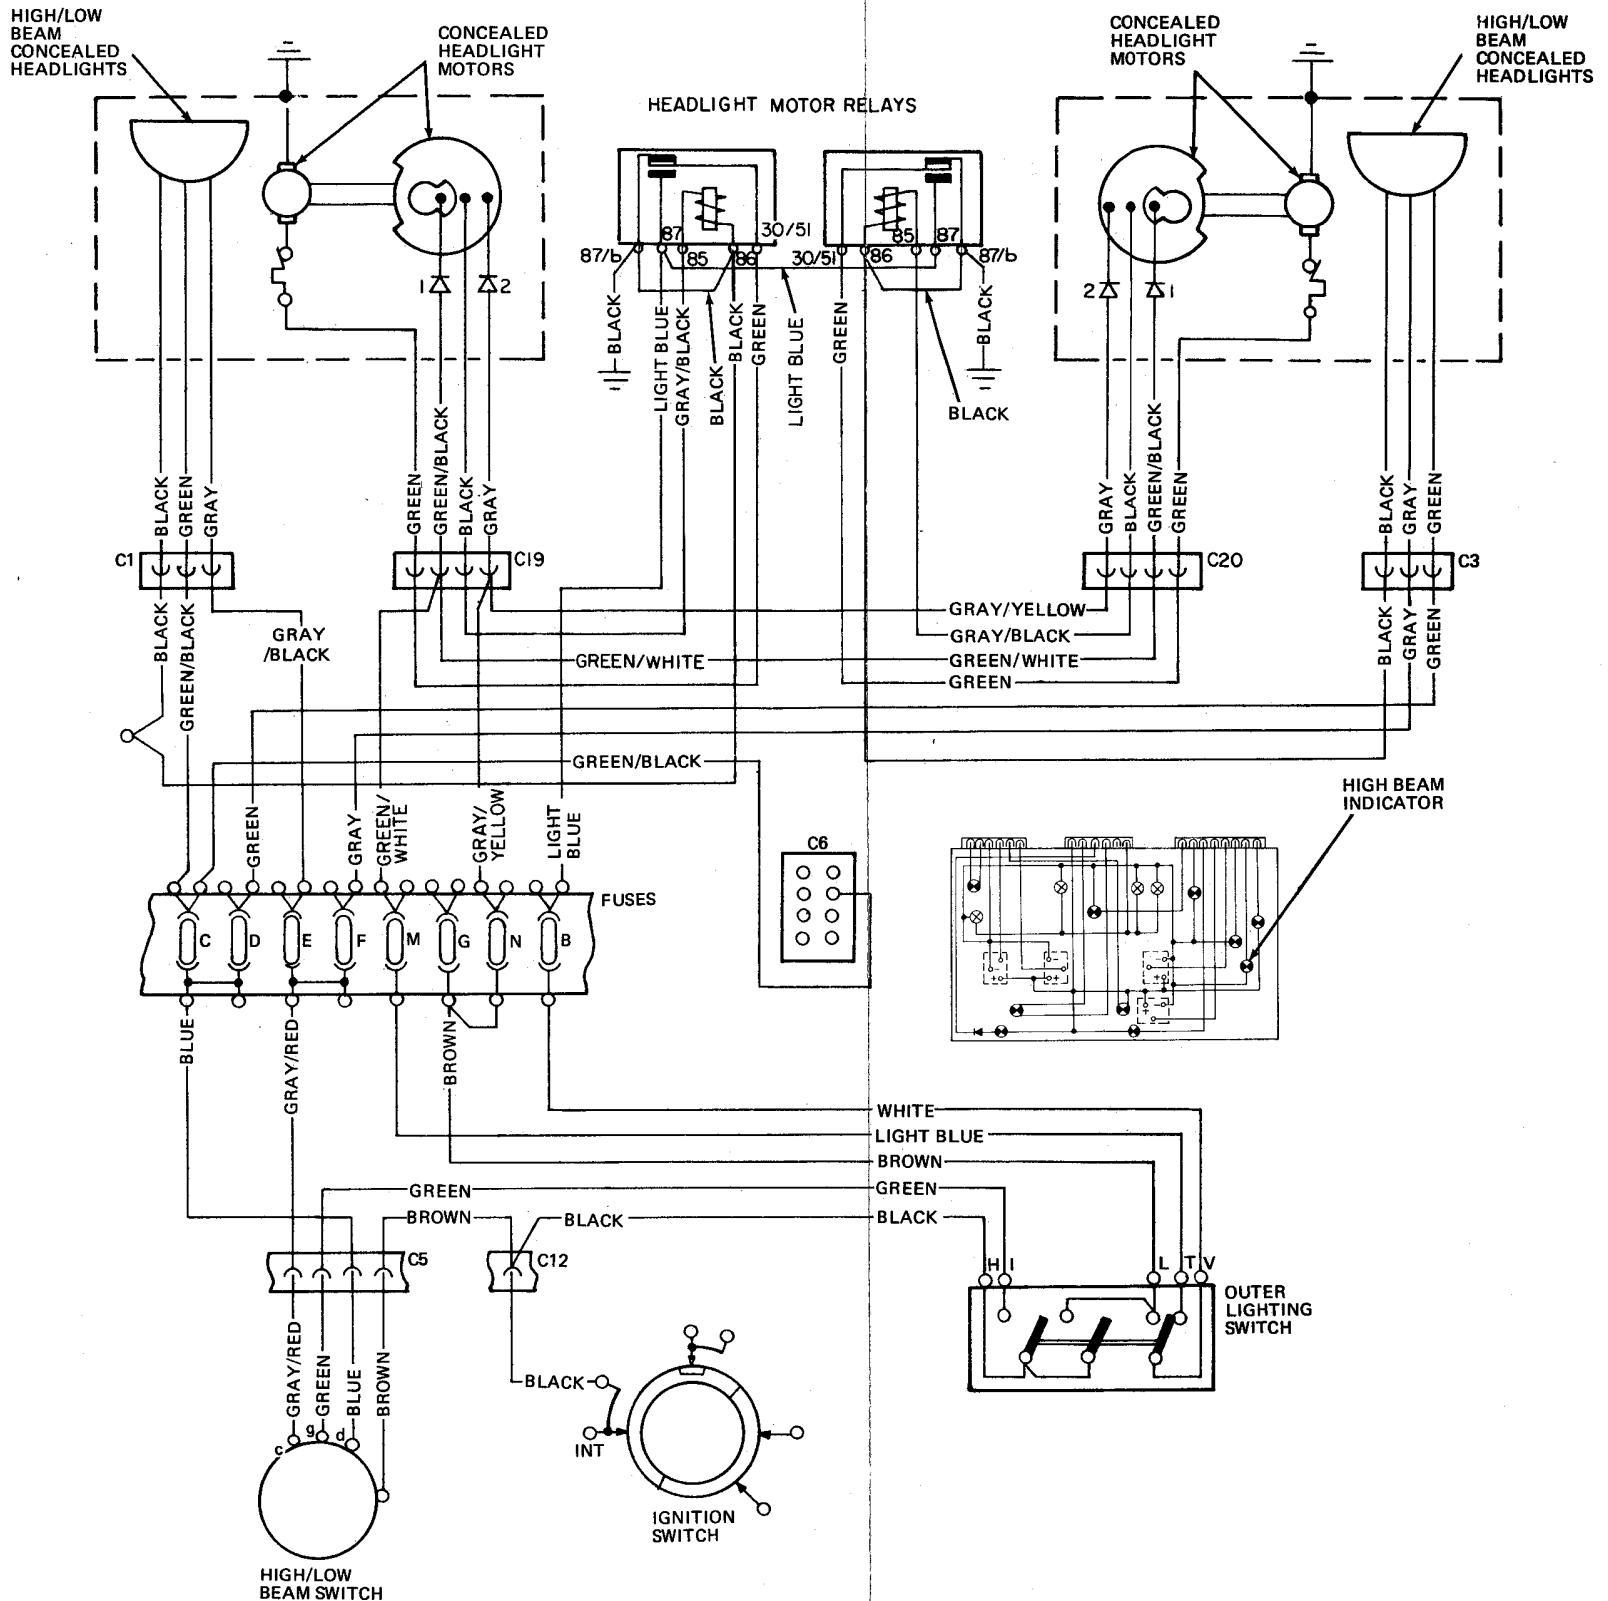 HIGH/LOW
BEAM
CONCEALED
HEADLIGHTS
CONCEALED
HEADLIGHT
MOTORS
HEADLIGHT MOTOR RELAYS
CONCEALED
HEADLIGHT
MOTORS
HIGH/LOW
BEAM
CONCEALED
HEADLIGHTS
87/b
87
85
86
30/51
30/51
86
85
87
87/b
1
2
2
1
BLACK
LIGHT BLUE
GRAY/BLACK
BLACK
BLACK
GREEN
LIGHT BLUE
GREEN
BLACK
BLACK
BLACK
GREEN
GRAY
GREEN
GREEN/BLACK
BLACK
GRAY
GRAY
BLACK
GREEN/BLACK
GREEN
BLACK
GRAY
GREEN
C1
C19
C20
C3
BLACK
GREEN/BLACK
GRAY
/BLACK
GRAY/YELLOW
GRAY/BLACK
GREEN/WHITE
GREEN/WHITE
GREEN
BLACK
GRAY
GREEN
GREEN/BLACK
GREEN
GRAY
GREEN/
WHITE
GRAY/
YELLOW
LIGHT
BLUE
HIGH BEAM
INDICATOR
C6
FUSES
C
D
E
F
M
G
N
B
BLUE
GRAY/RED
BROWN
WHITE
LIGHT BLUE
BROWN
GREEN
GREEN
BROWN
BLACK
BLACK
C5
C12
H
I
L
T
V
OUTER
LIGHTING
SWITCH
GRAY/RED
GREEN
BLUE
BROWN
c
g
d
BLACK
INT
IGNITION
SWITCH
HIGH/LOW
BEAM SWITCH